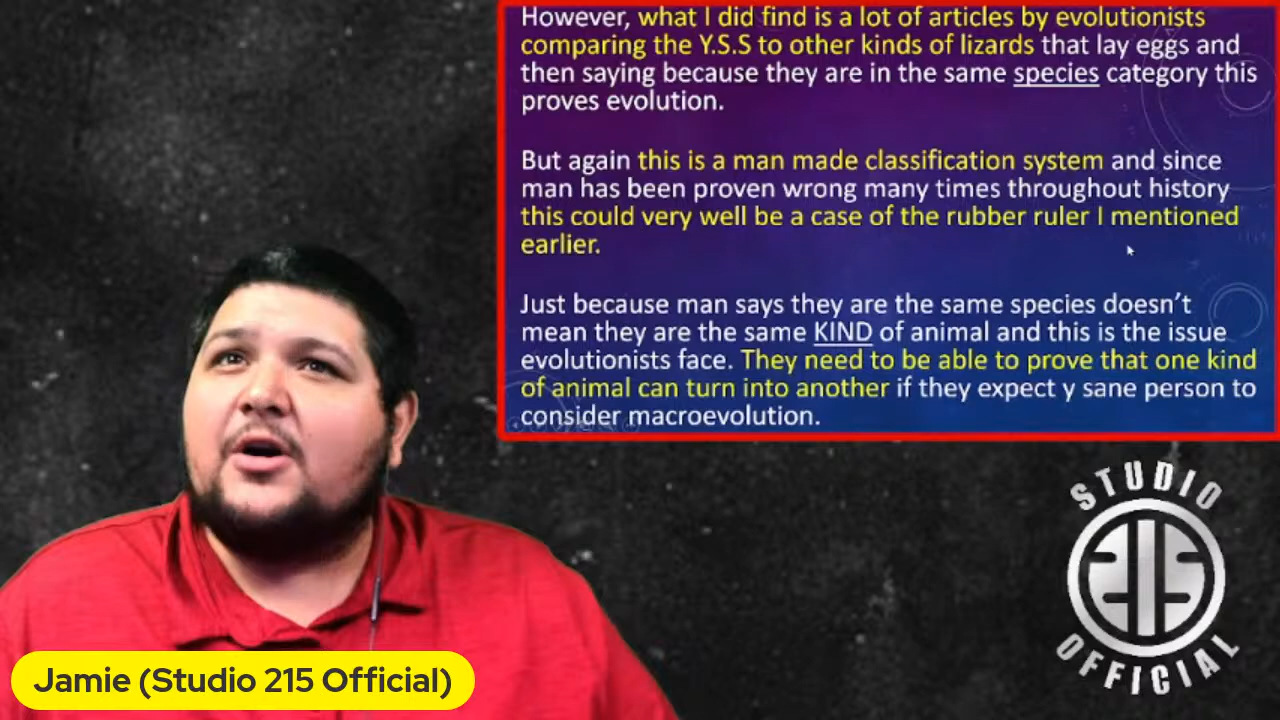 However, what I did find is a lot of articles by evolutionists
comparing the Y.S.S to other kinds of lizards that lay eggs and
then saying because they are in the same species category this
proves evolution.
But again this is a man made classification system and since
man has been proven wrong many times throughout history
this could very well be a case of the rubber ruler I mentioned
earlier.
Just because man says they are the same species doesn't
mean they are the same KIND of animal and this is the issue
evolutionists face. They need to be able to prove that one kind
of animal can turn into another if they expect y sane person to
consider macroevolution.
STUDIO
215
OFFICIAL
Jamie (Studio 215 Official)